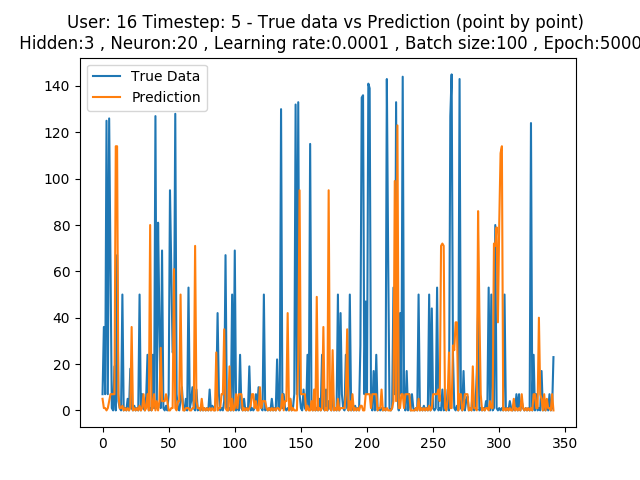 User: 16 Timestep: 5 - True data vs Prediction (point by point)
Hidden:3 , Neuron:20 , Learning rate:0.0001 , Batch size:100 , Epoch:5000
True Data
Prediction
140
120
100
80
60
40
20
0
0 50 100 150 200 250 300 350